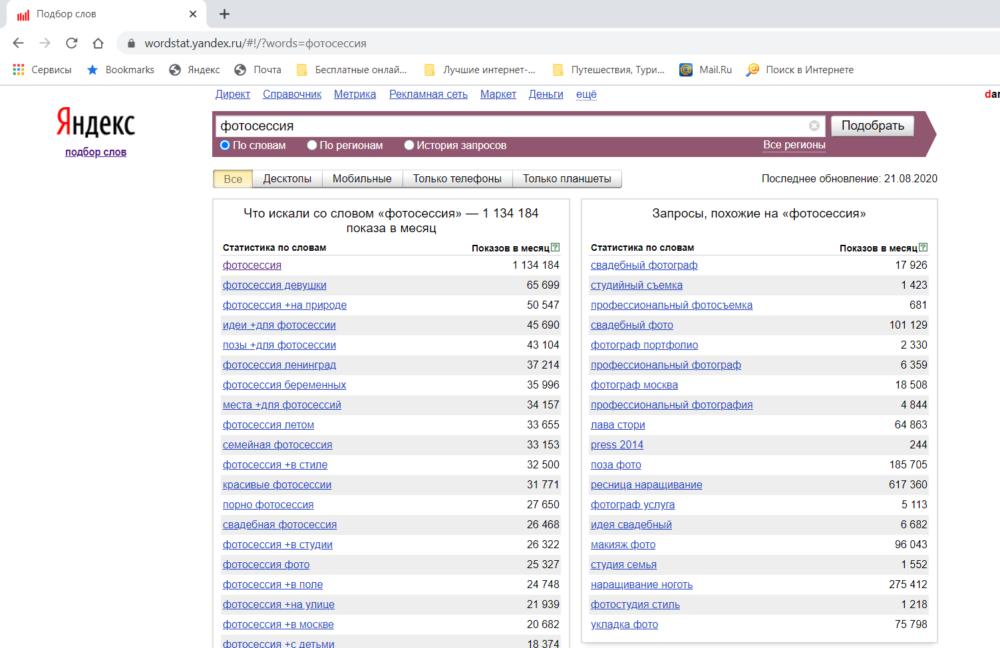 Подбор слов
wordstat.yandex.ru/#!/?words=фотосессия
Сервисы Bookmarks Яндекс Почта Бесплатные онлай... Лучшие интернет-... Путешествия, Тури... Mail.Ru Поиск в Интернете
Директ Справочник Метрика Рекламная сеть Маркет Деньги ещё
dar
Яндекс
подбор слов
фотосессия Подобрать
По словам По регионам История запросов Все регионы
Все Десктопы Мобильные Только телефоны Только планшеты Последнее обновление: 21.08.2020
Что искали со словом «фотосессия» — 1 134 184
показа в месяц
Статистика по словам Показов в месяц ?
фотосессия 1 134 184
фотосессия девушки 65 699
фотосессия +на природе 50 547
идеи +для фотосессии 45 690
позы +для фотосессии 43 104
фотосессия ленинград 37 214
фотосессия беременных 35 996
места +для фотосессий 34 157
фотосессия летом 33 655
семейная фотосессия 33 153
фотосессия +в стиле 32 500
красивые фотосессии 31 771
порно фотосессия 27 650
свадебная фотосессия 26 468
фотосессия +в студии 26 322
фотосессия фото 25 327
фотосессия +в поле 24 748
фотосессия +на улице 21 939
фотосессия +в москве 20 682
фотосессия +с детьми 18 374
Запросы, похожие на «фотосессия»
Статистика по словам Показов в месяц ?
свадебный фотограф 17 926
студийный съемка 1 423
профессиональный фотосъемка 681
свадебный фото 101 129
фотограф портфолио 2 330
профессиональный фотограф 6 359
фотограф москва 18 508
профессиональный фотография 4 844
лава стори 64 863
press 2014 244
поза фото 185 705
ресница наращивание 617 360
фотограф услуга 5 113
идея свадебный 6 682
макияж фото 96 043
студия семья 1 552
наращивание ноготь 275 412
фотостудия стиль 1 218
укладка фото 75 798